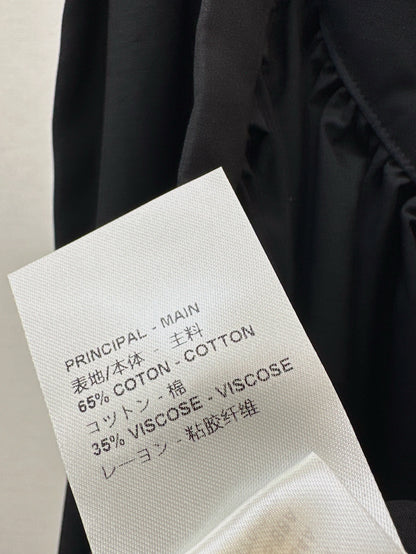 PRINCIPAL - MAIN
表地/本体 - 主料
65% COTON - COTTON
コットン - 棉
35% VISCOSE - VISCOSE
レーヨン - 粘胶纤维